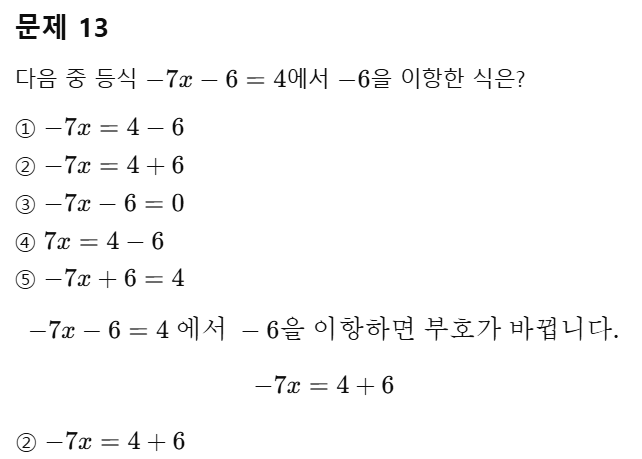 문제 13
다음 중 등식 −7x − 6 = 4에서 −6을 이항한 식은?
① −7x = 4 − 6
② −7x = 4 + 6
③ −7x − 6 = 0
④ 7x = 4 − 6
⑤ −7x + 6 = 4
−7x − 6 = 4 에서 − 6을 이항하면 부호가 바뀝니다.
−7x = 4 + 6
② −7x = 4 + 6